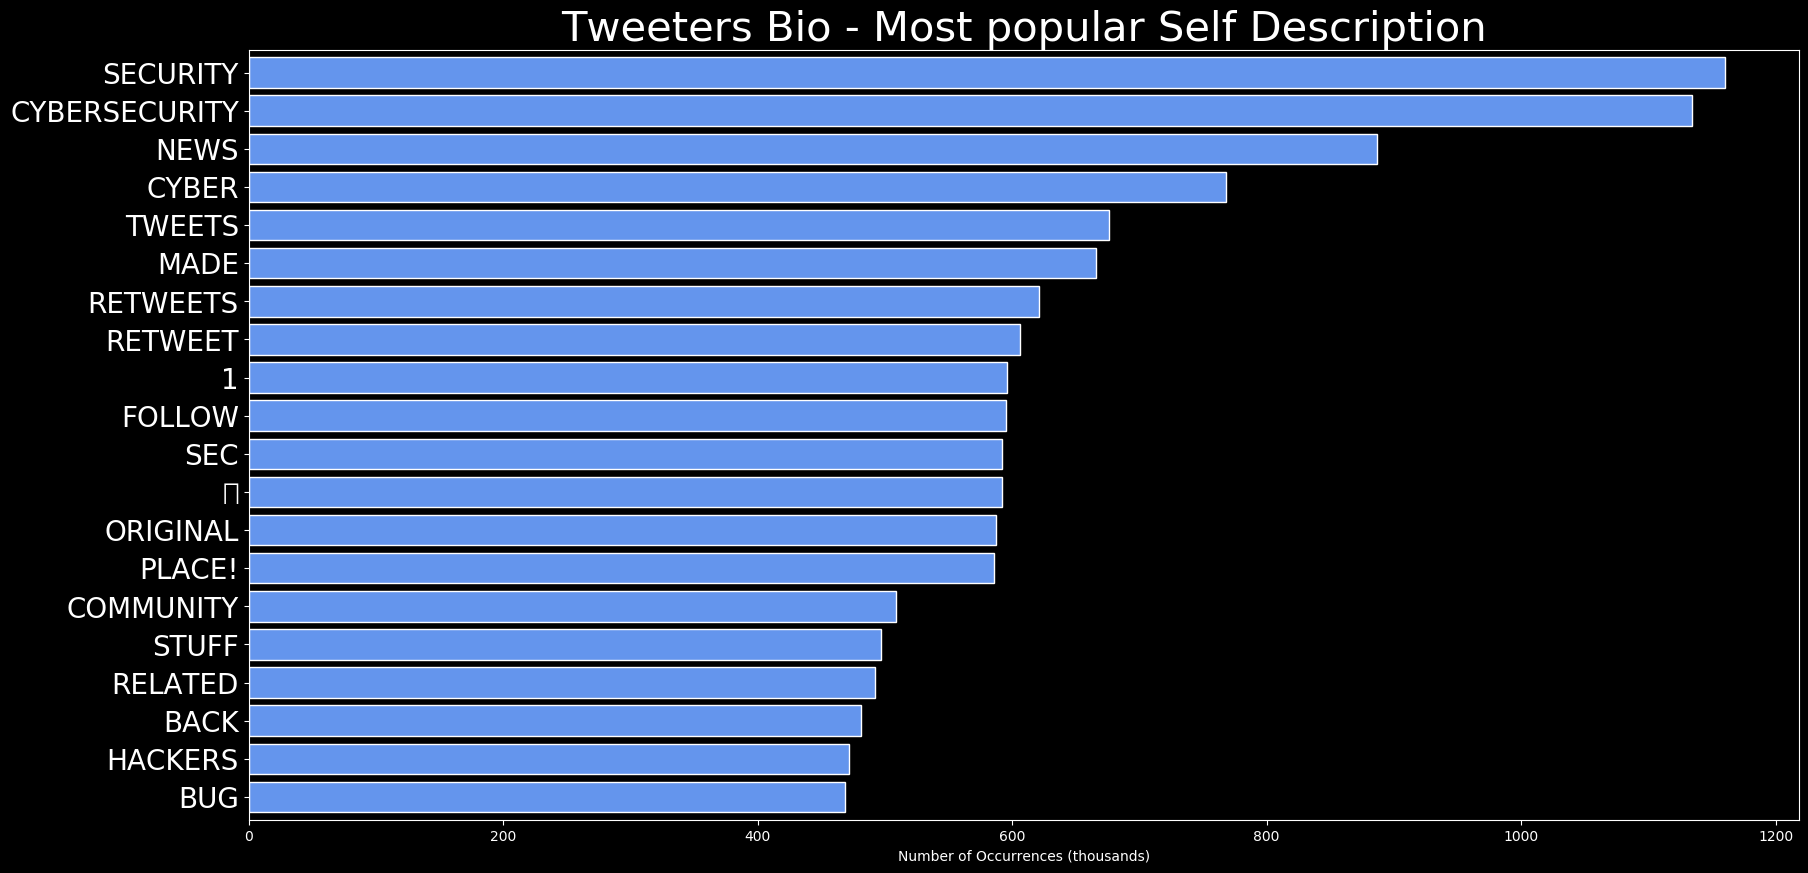 Tweeters Bio - Most popular Self Description
SECURITY
CYBERSECURITY
NEWS
CYBER
TWEETS
MADE
RETWEETS
RETWEET
1
FOLLOW
SEC
ORIGINAL
PLACE!
COMMUNITY
STUFF
RELATED
BACK
HACKERS
BUG
0 200 400 600 800 1000 1200
Number of Occurrences (thousands)